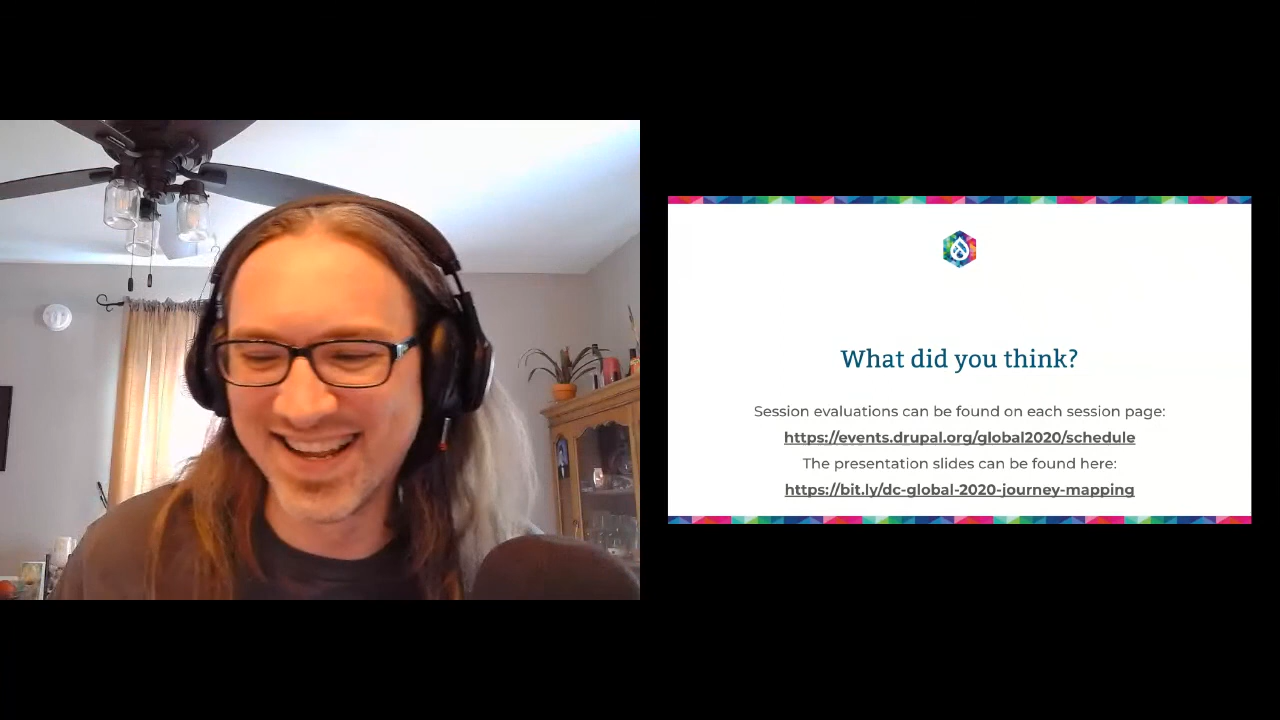 What did you think?
Session evaluations can be found on each session page:
https://events.drupal.org/global2020/schedule
The presentation slides can be found here:
https://bit.ly/dc-global-2020-journey-mapping